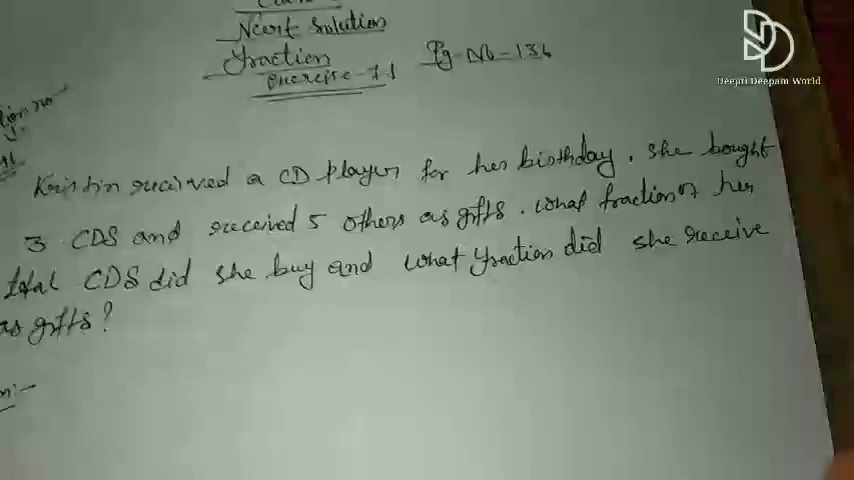 Ncert Solution
fraction
exercise-7.1 Pg-No-136
Kristin received a CD player for her birthday. She bought
3 CDS and received 5 others as gifts. what fraction of her
total CDS did she buy and what fraction did she receive
as gifts?
Deepti Deepam World